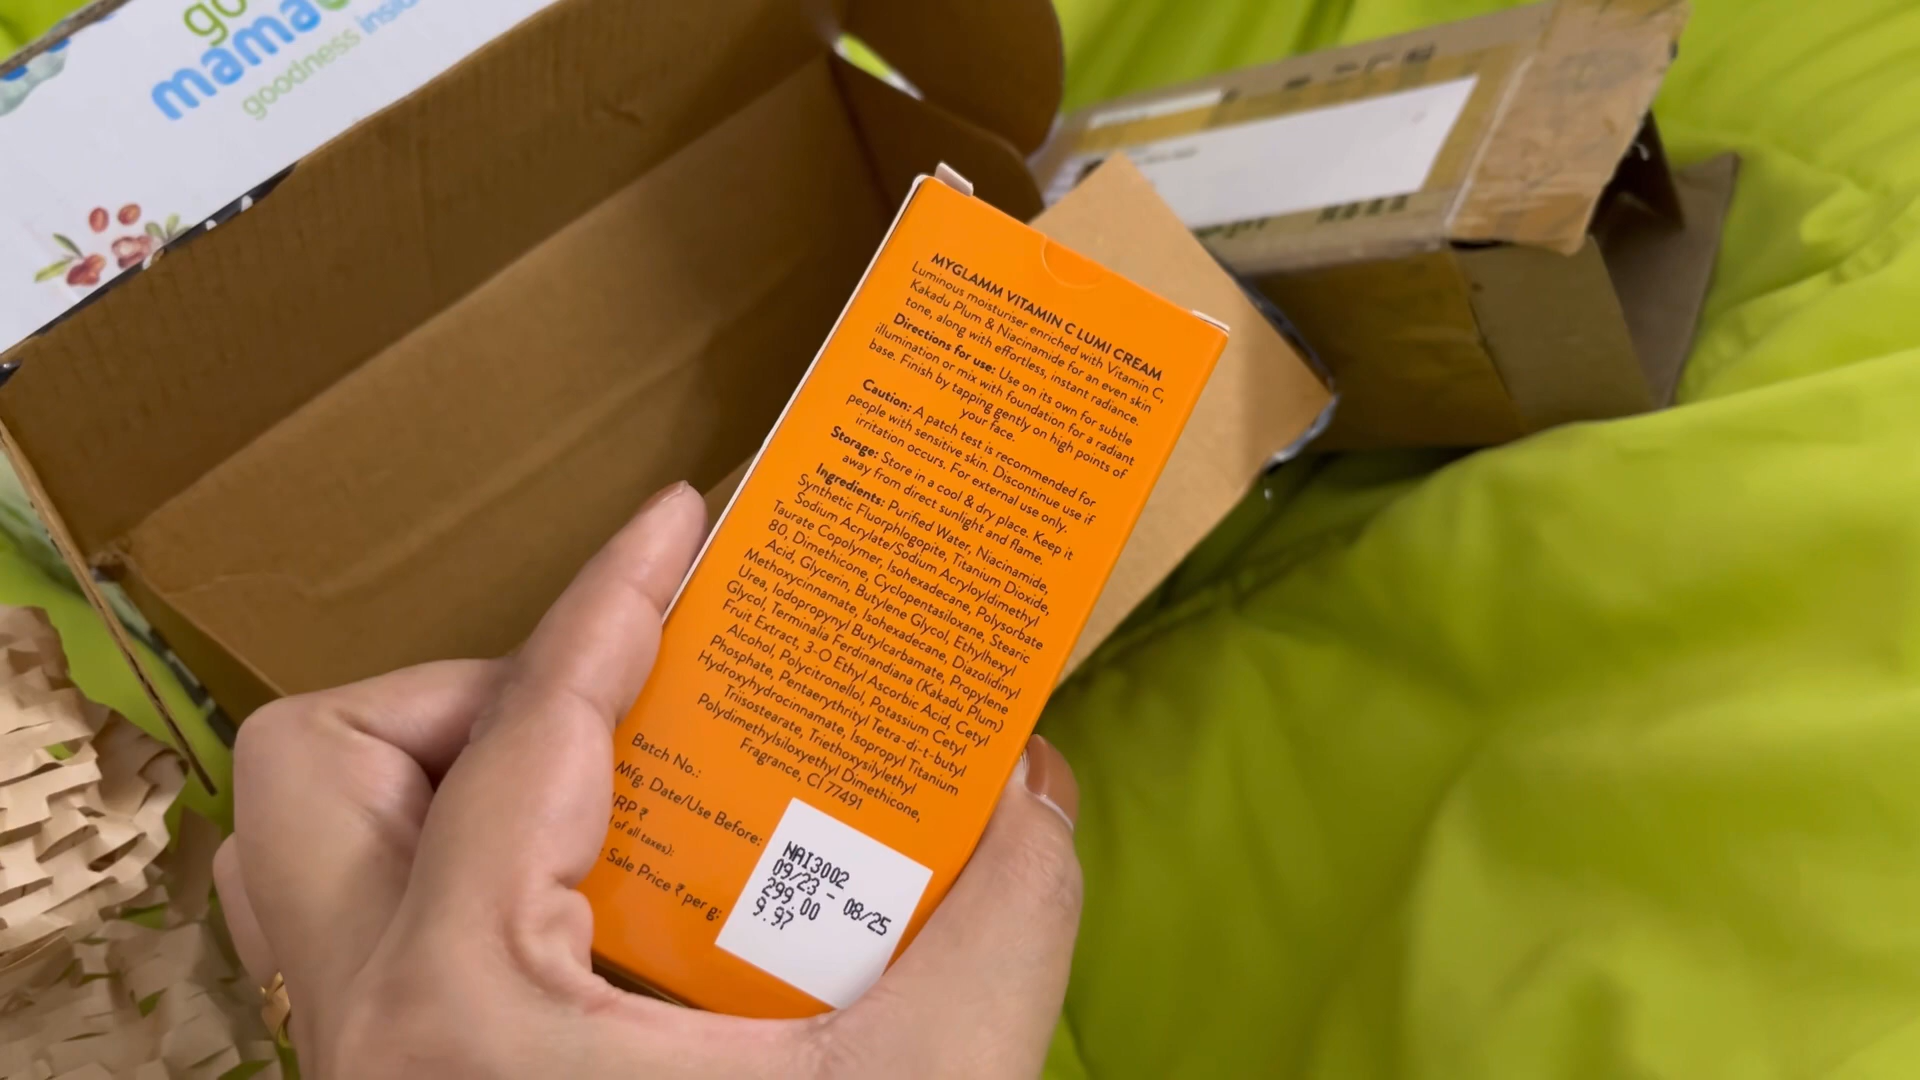 go
mama
goodness insid
MYGLAMM VITAMIN C LUMI CREAM
Luminous moisturiser enriched with Vitamin C,
Kakadu Plum & Niacinamide for an even skin
tone, along with effortless, instant radiance.
Directions for use: Use on its own for subtle
illumination or mix with foundation for a radiant
base. Finish by tapping gently on high points of
your face.
Caution: A patch test is recommended for
people with sensitive skin. Discontinue use if
irritation occurs. For external use only.
Storage: Store in a cool & dry place. Keep it
away from direct sunlight and flame.
Ingredients: Purified Water, Niacinamide,
Synthetic Fluorphlogopite, Titanium Dioxide,
Sodium Acrylate/Sodium Acryloyldimethyl
Taurate Copolymer, Isohexadecane, Polysorbate
80, Dimethicone, Cyclopentasiloxane, Stearic
Acid, Glycerin, Butylene Glycol, Ethylhexyl
Methoxycinnamate, Isohexadecane, Diazolidinyl
Urea, Iodopropynyl Butylcarbamate, Propylene
Glycol, Terminalia Ferdinandiana (Kakadu Plum)
Fruit Extract, 3-O Ethyl Ascorbic Acid, Cetyl
Alcohol, Polycitronellol, Potassium Cetyl
Phosphate, Pentaerythrityl Tetra-di-t-butyl
Hydroxyhydrocinnamate, Isopropyl Titanium
Triisostearate, Triethoxysilylethyl
Polydimethylsiloxyethyl Dimethicone,
Fragrance, CI 77491
Batch No.:
Mfg. Date/Use Before:
RP ₹
of all taxes):
Sale Price ₹ per g:
NAI3002
09/23 - 08/25
299.00
9.97